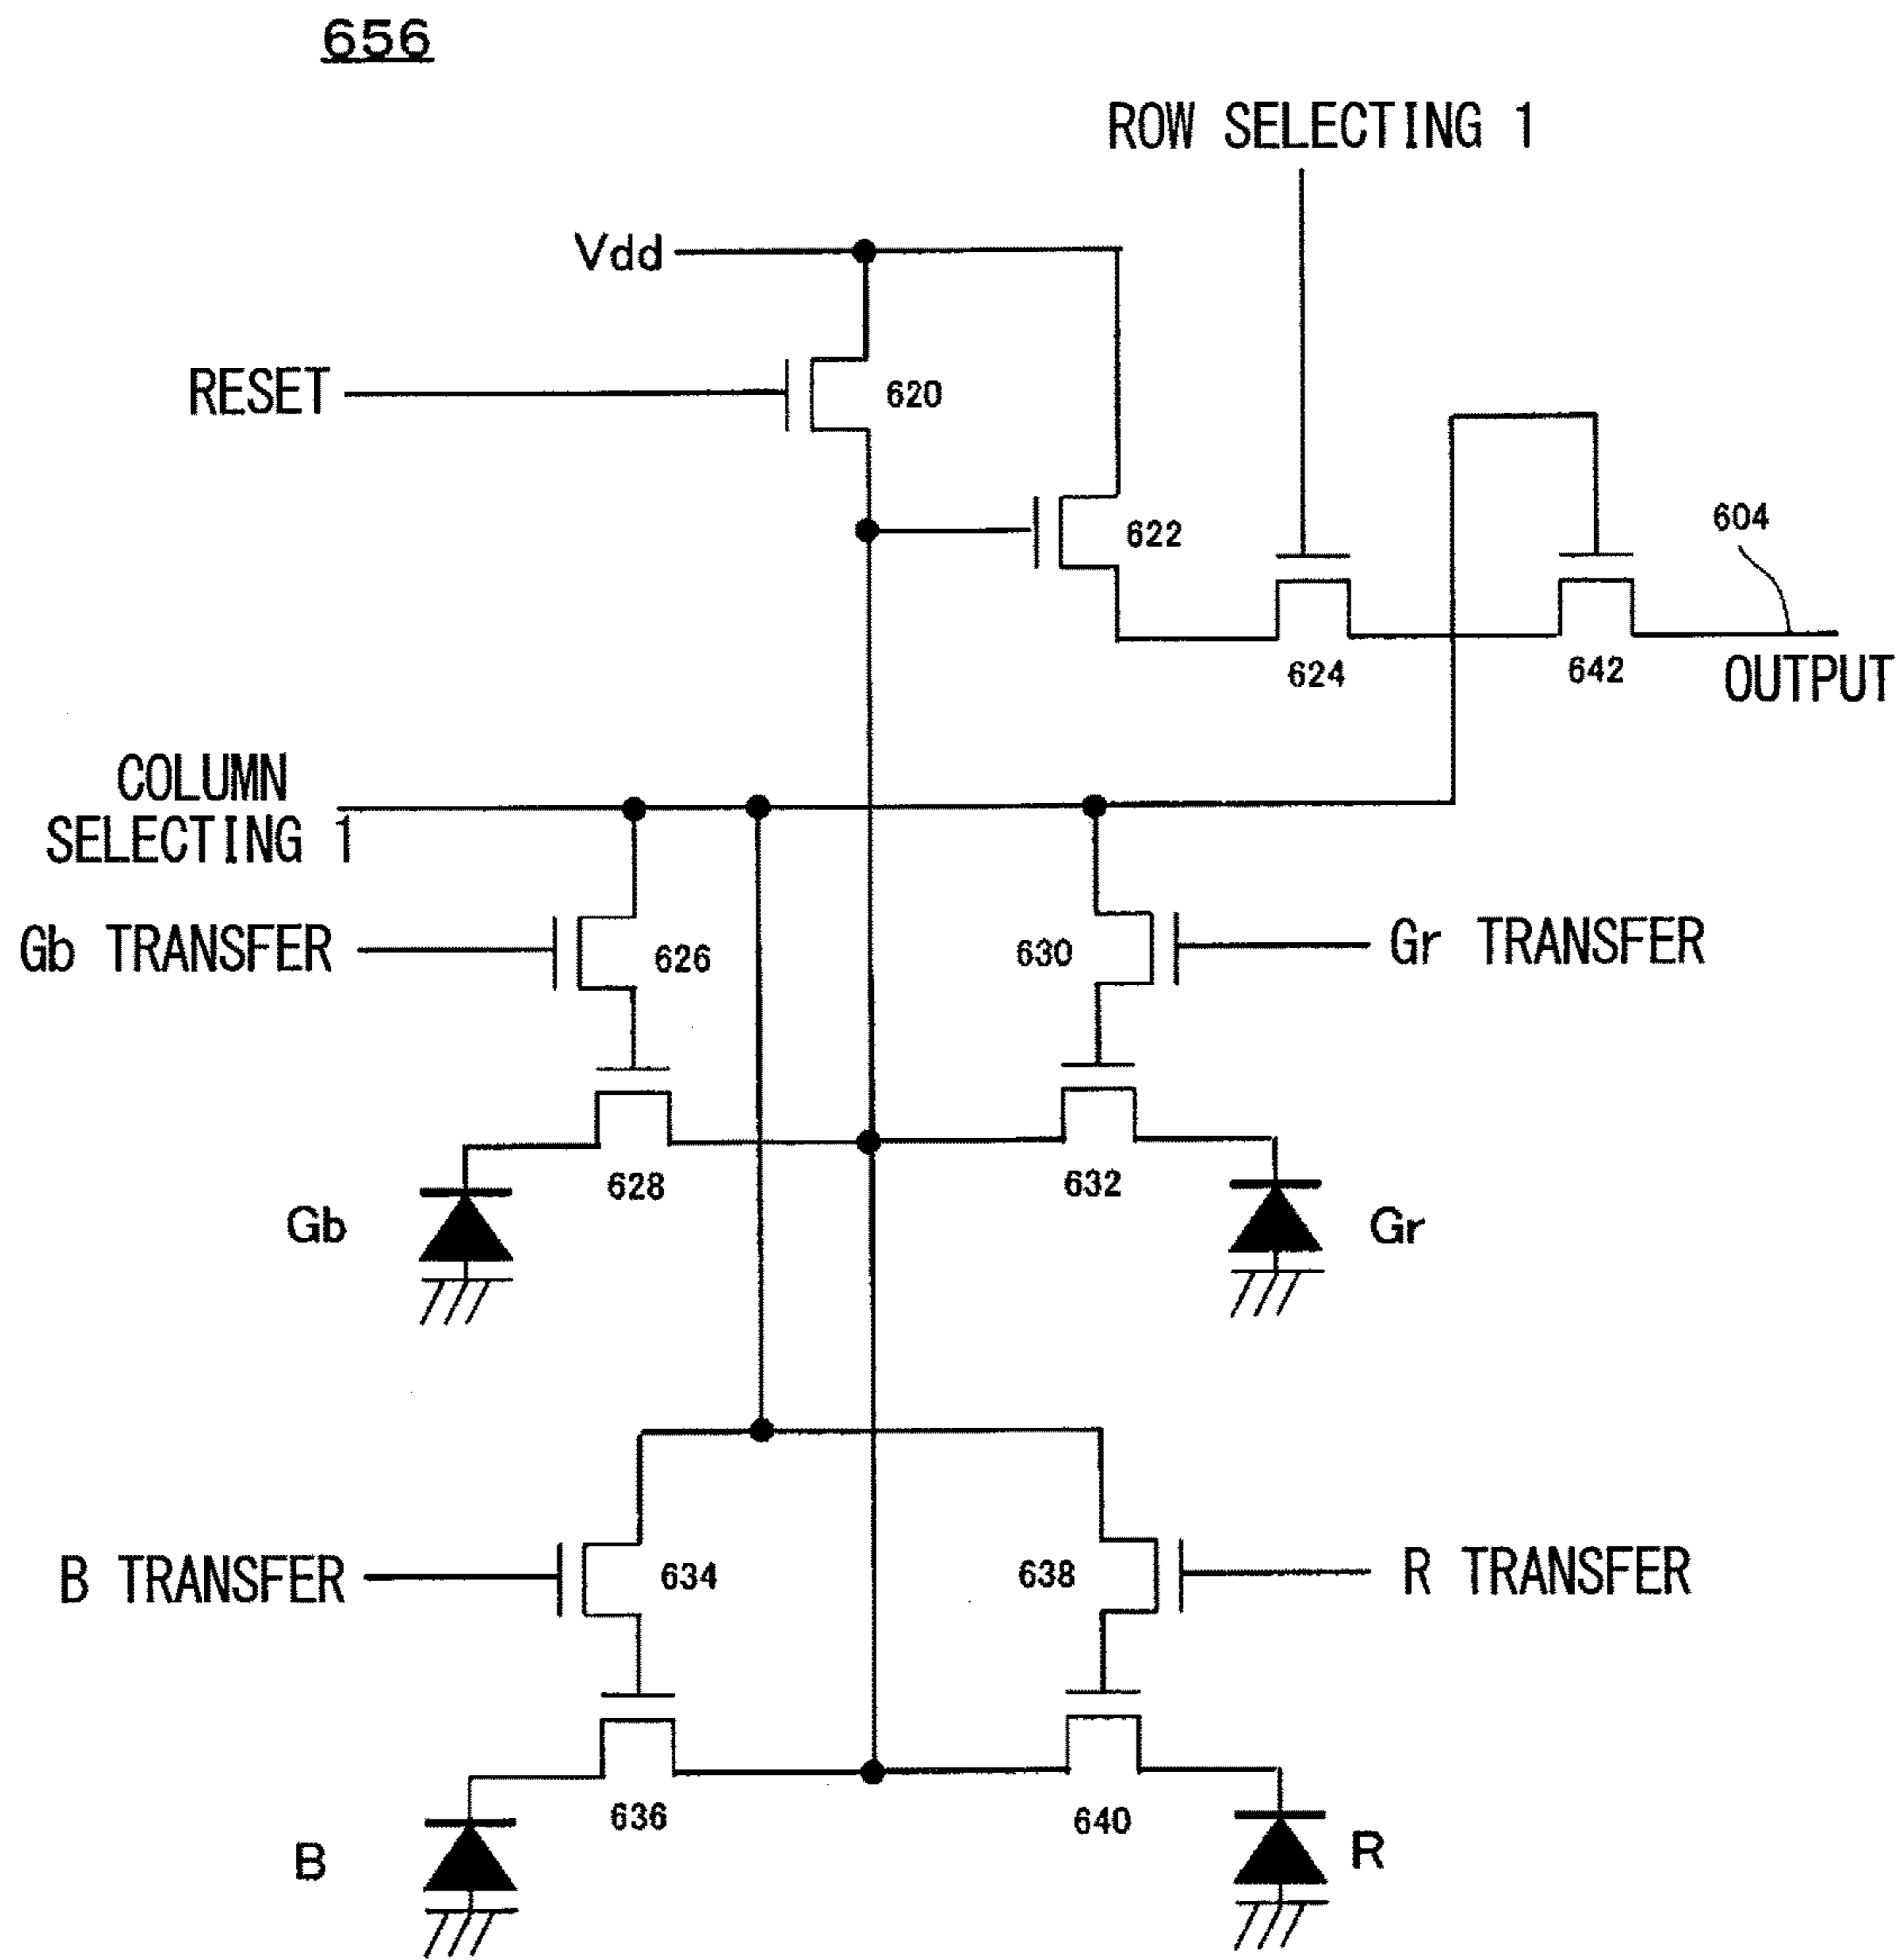 656
ROW SELECTING 1
Vdd
RESET
620
622
604
624
642
OUTPUT
COLUMN
SELECTING 1
Gb TRANSFER
626
630
Gr TRANSFER
628
632
Gb
Gr
B TRANSFER
634
638
R TRANSFER
636
640
B
R